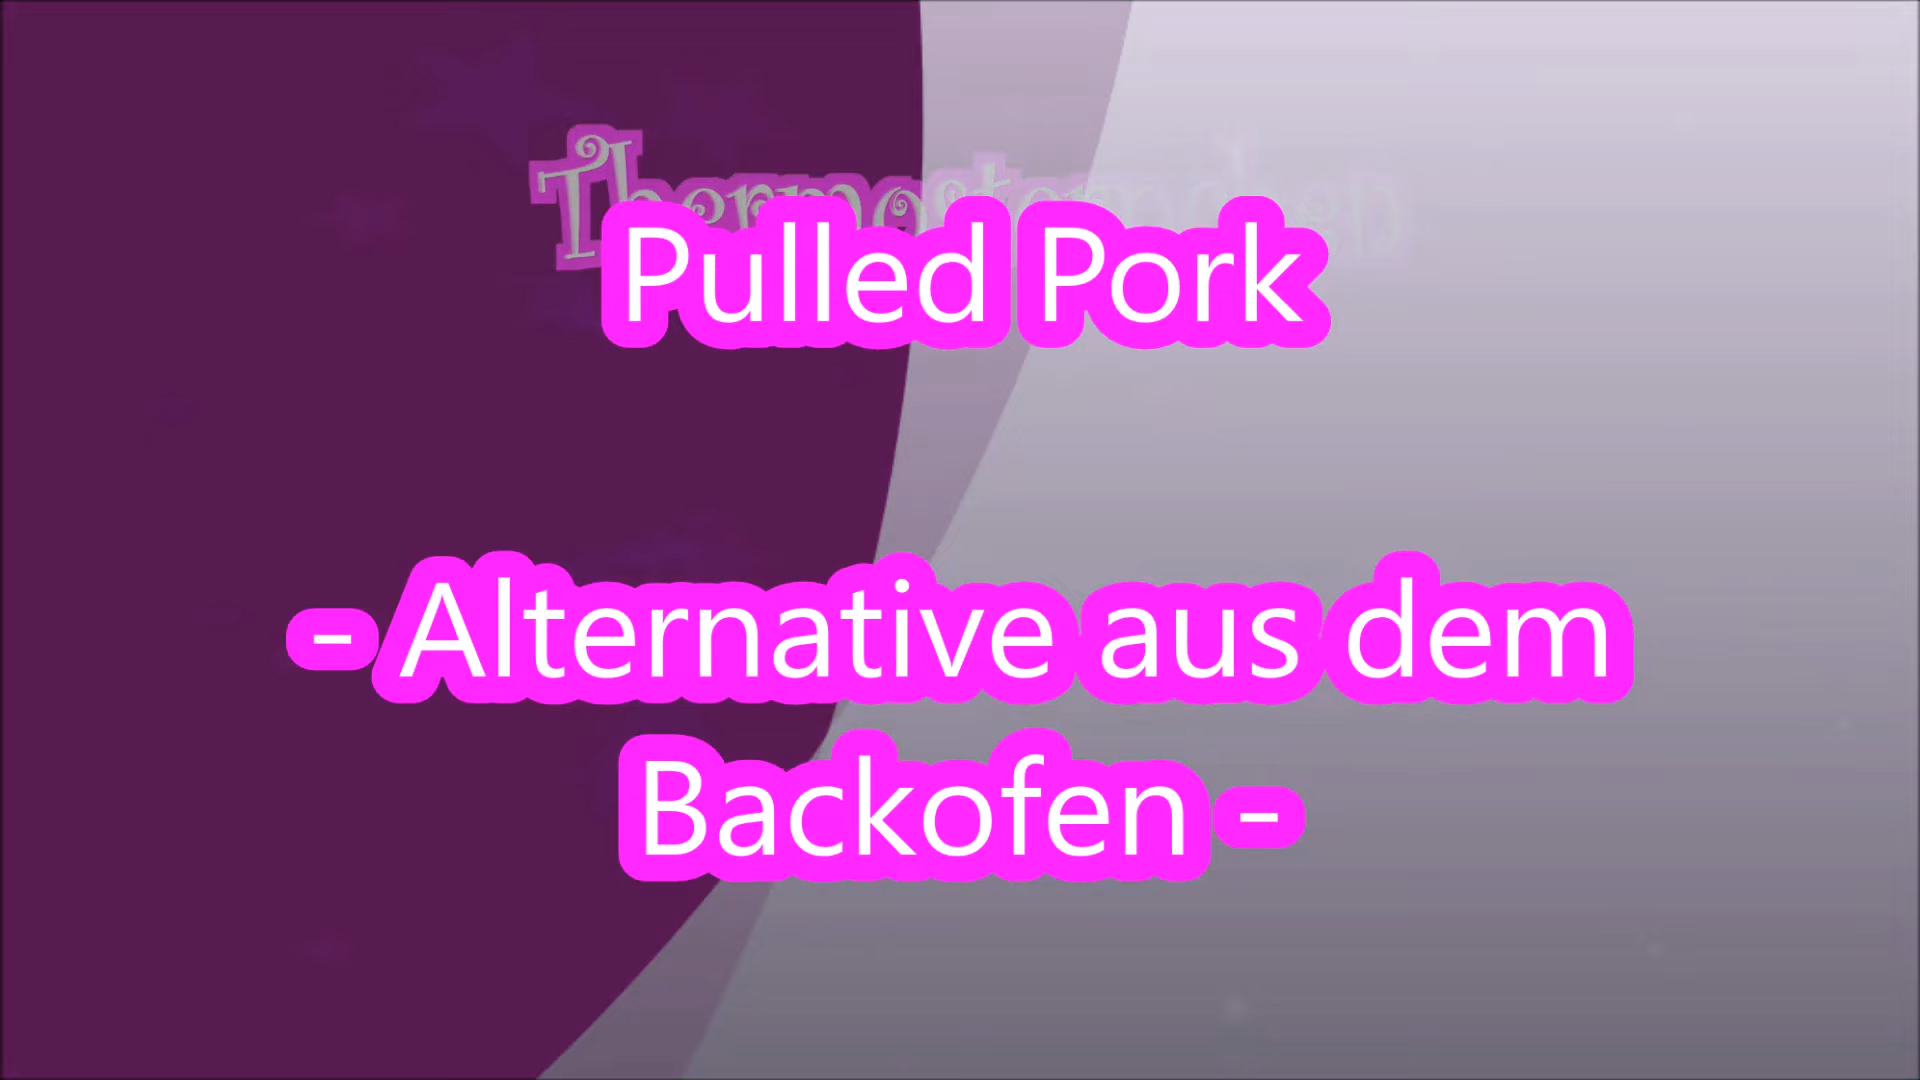 Pulled Pork
- Alternative aus dem
Backofen -